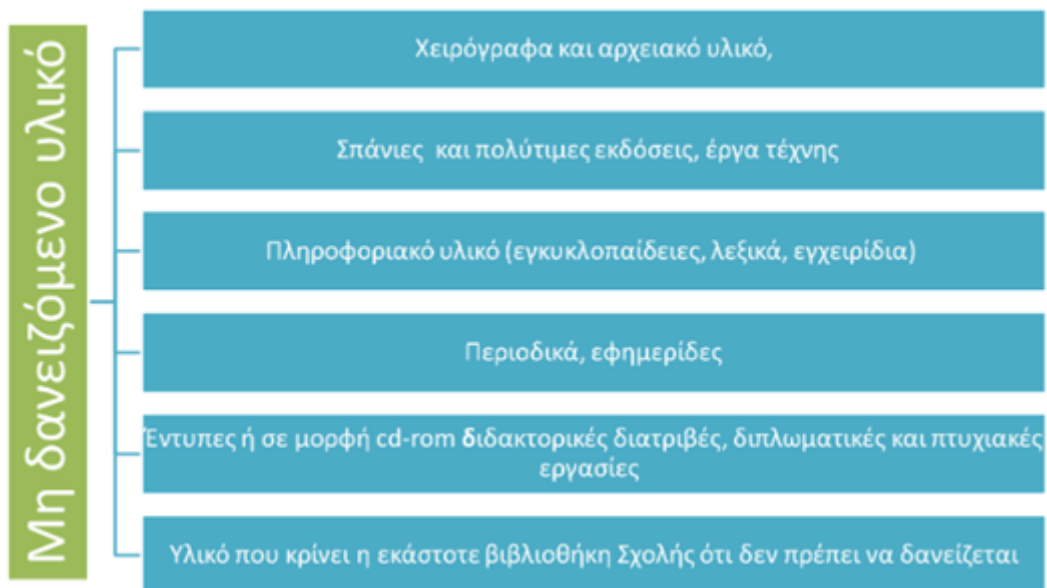 Μη δανειζόμενο υλικό
Χειρόγραφα και αρχειακό υλικό,
Σπάνιες και πολύτιμες εκδόσεις, έργα τέχνης
Πληροφοριακό υλικό (εγκυκλοπαίδειες, λεξικά, εγχειρίδια)
Περιοδικά, εφημερίδες
Έντυπες ή σε μορφή cd-rom διδακτορικές διατριβές, διπλωματικές και πτυχιακές
εργασίες
Υλικό που κρίνει η εκάστοτε βιβλιοθήκη Σχολής ότι δεν πρέπει να δανείζεται